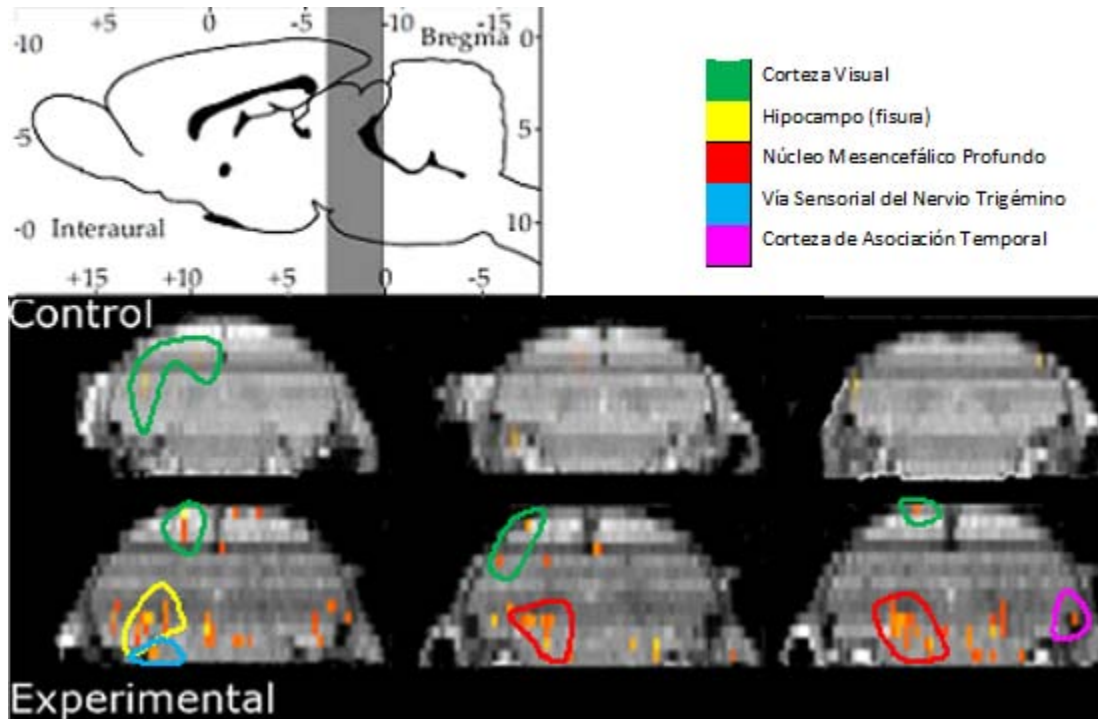 +5 0 -5 -10 -15
-10 Bregma 0
-5 5
-0 Interaural 10
+15 +10 +5 0 -5
Corteza Visual
Hipocampo (fisura)
Núcleo Mesencefálico Profundo
Vía Sensorial del Nervio Trigémino
Corteza de Asociación Temporal
Control
Experimental